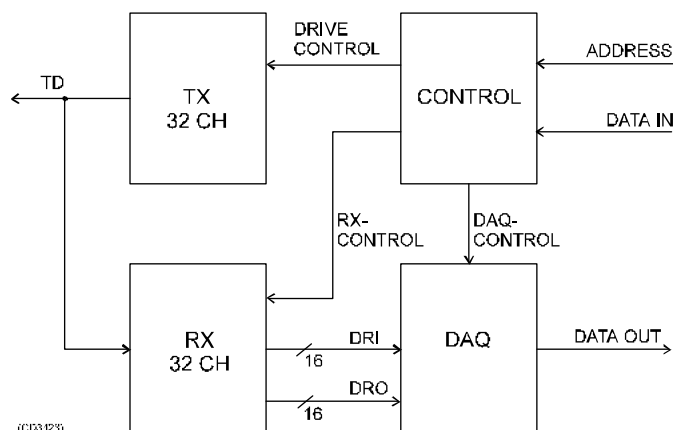 DRIVE
CONTROL
ADDRESS
TD
TX
32 CH
CONTROL
DATA IN
RX-
CONTROL
DAQ-
CONTROL
RX
32 CH
DRI
16
DAQ
DATA OUT
DRO
16
(CD3423)